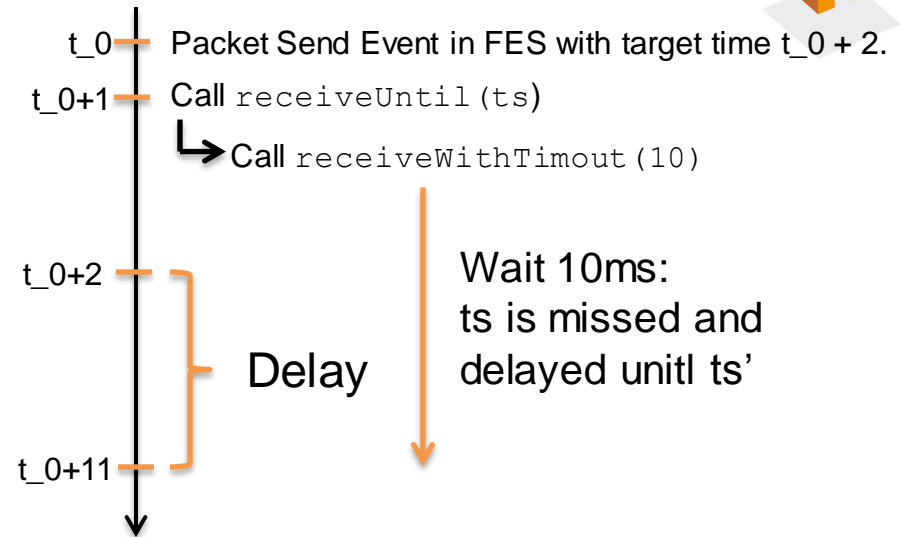 t_0 Packet Send Event in FES with target time t_0 + 2.
t_0+1 Call receiveUntil(ts)
Call receiveWithTimout(10)
t_0+2
Wait 10ms:
ts is missed and
delayed unitl ts’
Delay
t_0+11